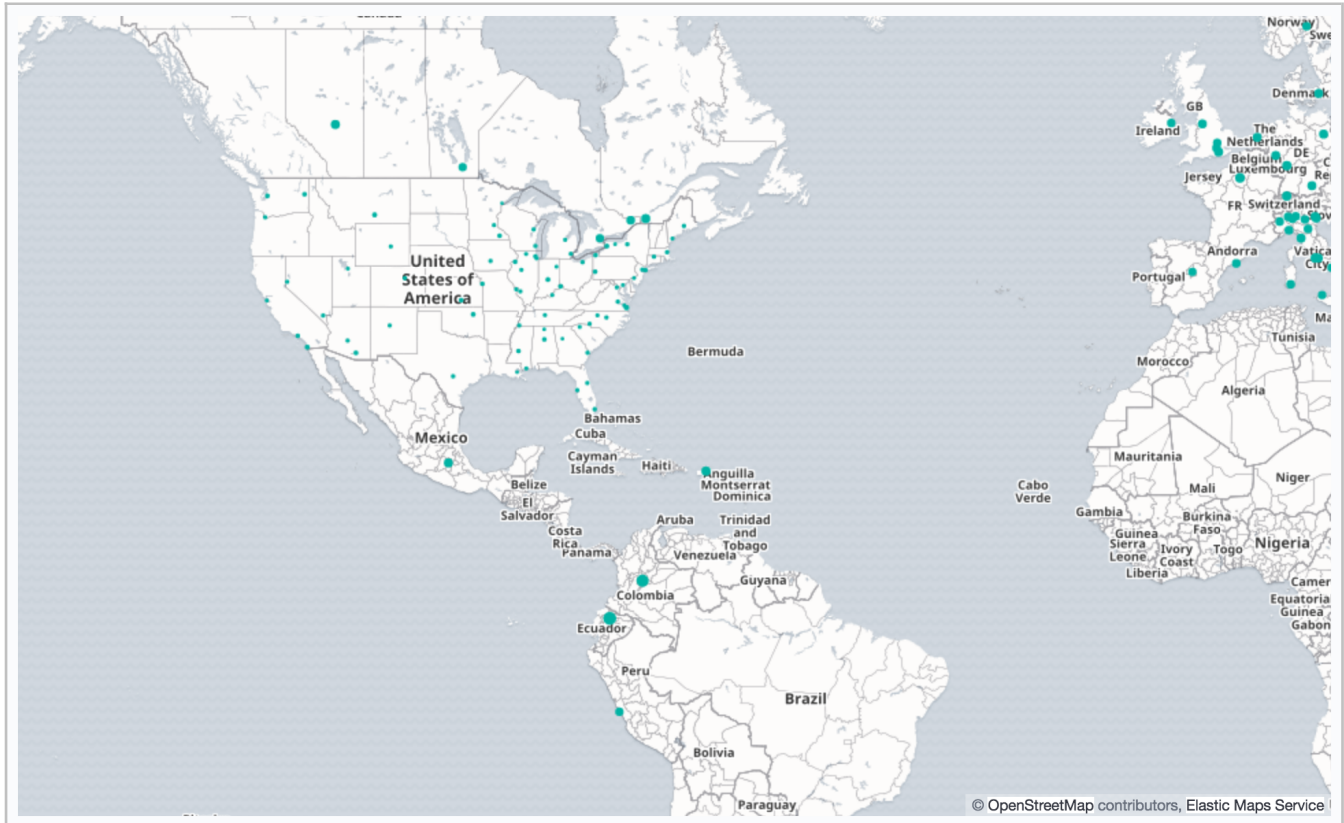 Canada
Norway
Swe
Denmark
GB
Ireland
The
Netherlands
DE
Belgium
Luxembourg
C
Re
Jersey
FR
Switzerland
Slov
Andorra
Vatica
City
Portugal
United
States of
America
Bermuda
Ma
Tunisia
Morocco
Algeria
Bahamas
Cuba
Mexico
Cayman
Islands
Haiti
Anguilla
Montserrat
Dominica
Mauritania
Mali
Niger
Belize
El
Salvador
Cabo
Verde
Costa
Rica
Panama
Aruba
Trinidad
and
Tobago
Venezuela
Gambia
Guinea
Sierra
Leone
Liberia
Ivory
Coast
Burkina
Faso
Togo
Nigeria
Guyana
Colombia
Camer
Equatoria
Guinea
Gabon
Ecuador
Peru
Brazil
Bolivia
Paraguay
© OpenStreetMap contributors, Elastic Maps Service